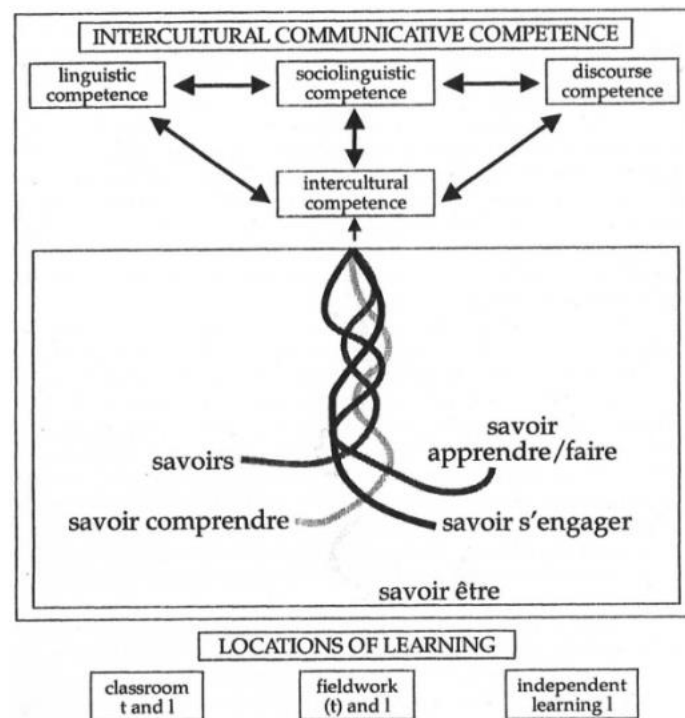 INTERCULTURAL COMMUNICATIVE COMPETENCE
linguistic
competence
sociolinguistic
competence
discourse
competence
intercultural
competence
savoir
apprendre/faire
savoirs
savoir comprendre
savoir s'engager
savoir être
LOCATIONS OF LEARNING
classroom
t and l
fieldwork
(t) and l
independent
learning l